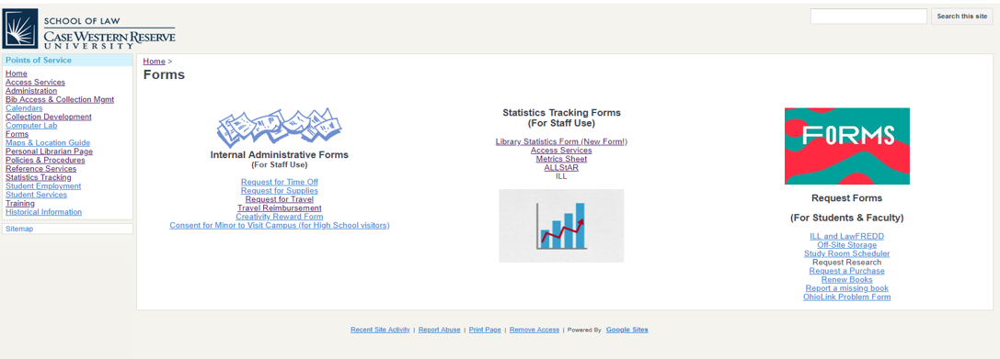 SCHOOL OF LAW
CASE WESTERN RESERVE
UNIVERSITY
Search this site
Points of Service
Home
Access Services
Administration
Bib Access & Collection Mgmt
Calendars
Collection Development
Computer Lab
Forms
Maps & Location Guide
Personal Librarian Page
Policies & Procedures
Reference Services
Statistics Tracking
Student Employment
Student Services
Training
Historical Information
Sitemap
Home >
Forms
Internal Administrative Forms
(For Staff Use)
Request for Time Off
Request for Supplies
Request for Travel
Travel Reimbursement
Creativity Reward Form
Consent for Minor to Visit Campus (for High School visitors)
Statistics Tracking Forms
(For Staff Use)
Library Statistics Form (New Form!)
Access Services
Metrics Sheet
ALLStAR
ILL
FORMS
Request Forms
(For Students & Faculty)
ILL and LawFREDD
Off-Site Storage
Study Room Scheduler
Request Research
Request a Purchase
Renew Books
Report a missing book
OhioLink Problem Form
Recent Site Activity | Report Abuse | Print Page | Remove Access | Powered By Google Sites